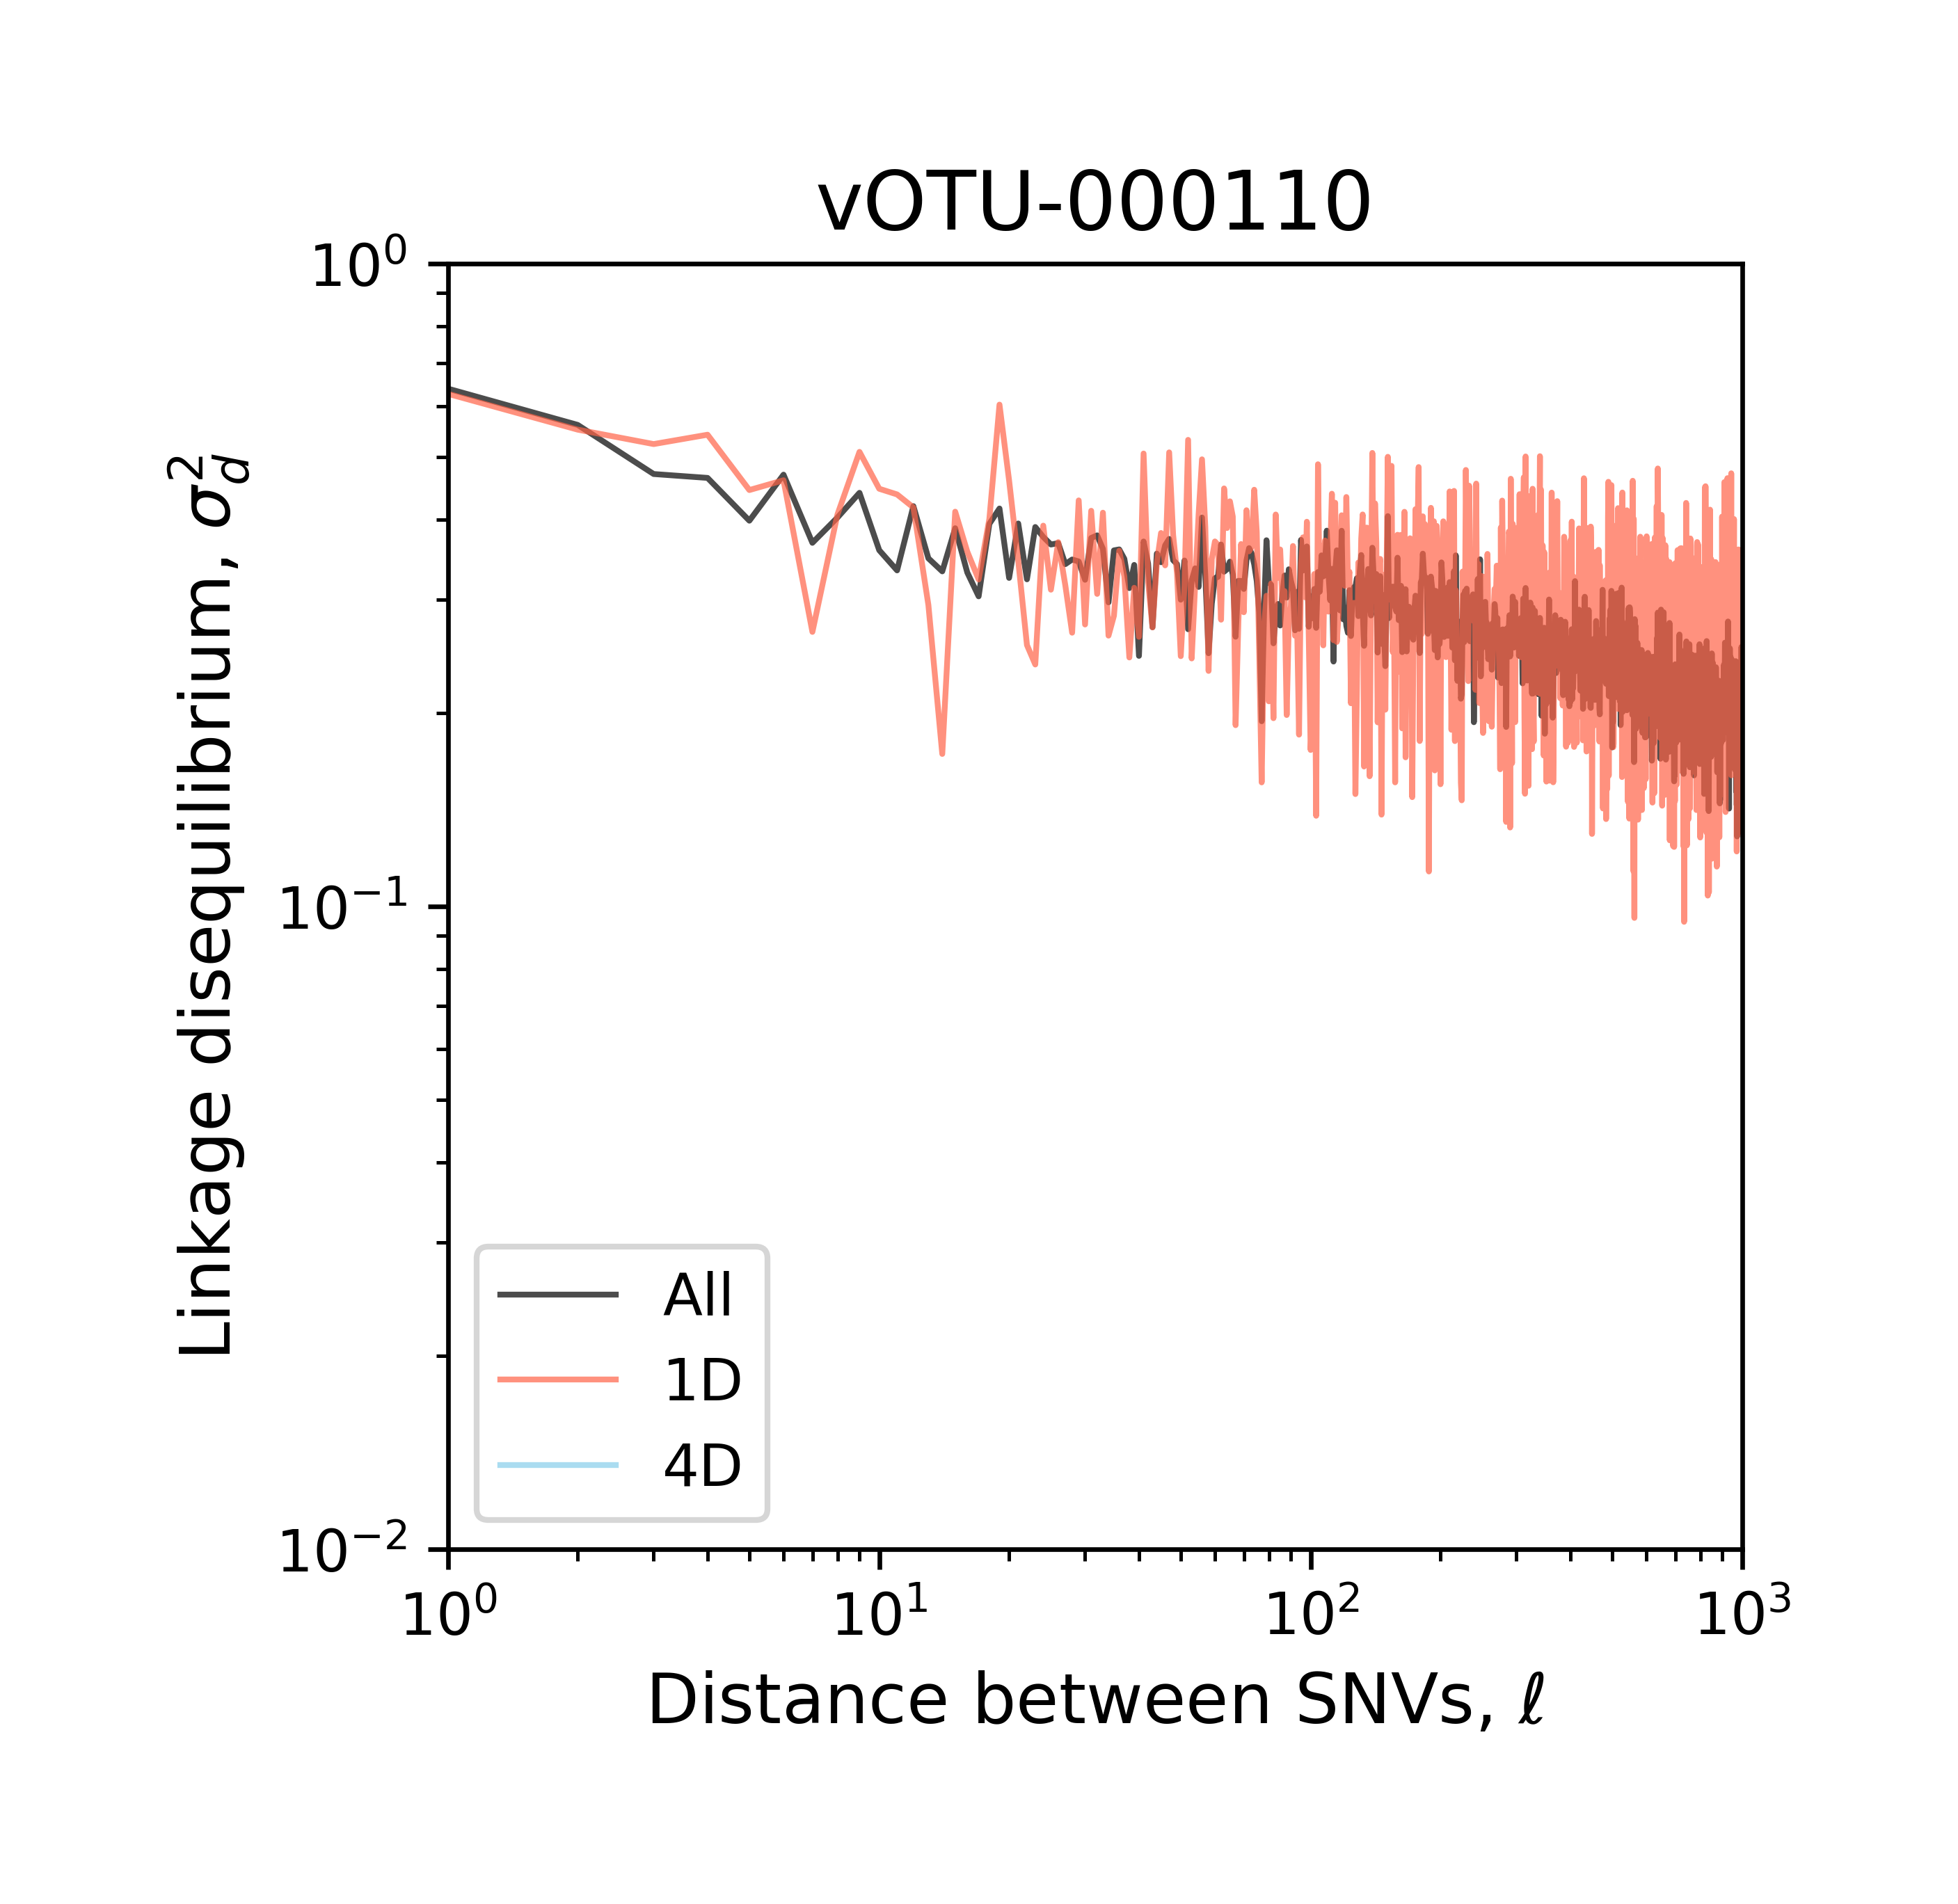 vOTU-000110
10⁰
10⁻¹
10⁻²
Linkage disequilibrium, σ²_d
All
1D
4D
10⁰ 10¹ 10² 10³
Distance between SNVs, ℓ